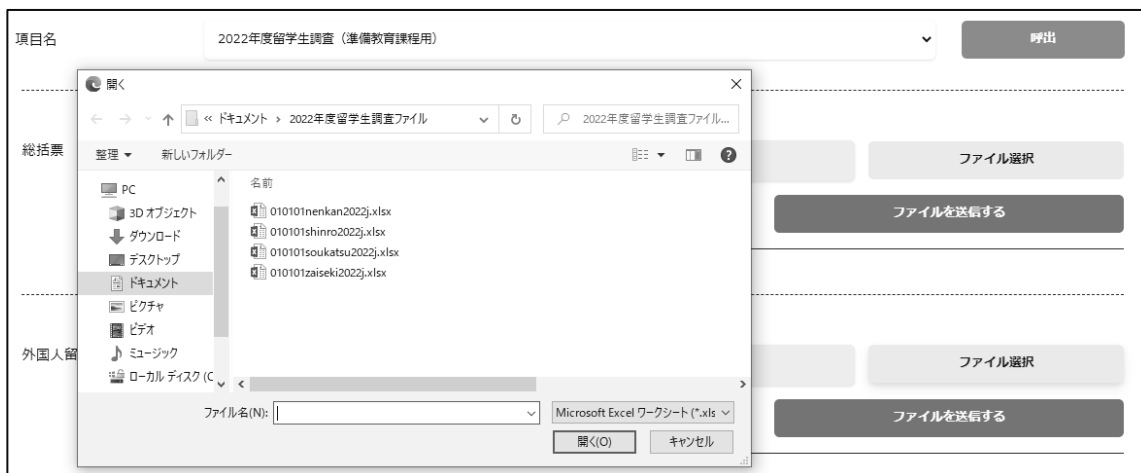 項目名
2022年度留学生調査（準備教育課程用）
呼出
開く
« ドキュメント › 2022年度留学生調査ファイル
2022年度留学生調査ファイル...
総括票
整理
新しいフォルダー
ファイル選択
ファイルを送信する
名前
PC
3D オブジェクト
ダウンロード
デスクトップ
ドキュメント
ピクチャ
ビデオ
ミュージック
ローカル ディスク (C
010101nenkan2022j.xlsx
010101shinro2022j.xlsx
010101soukatsu2022j.xlsx
010101zaiseki2022j.xlsx
外国人留
ファイル選択
ファイル名(N):
Microsoft Excel ワークシート (*.xls
ファイルを送信する
開く(O)
キャンセル